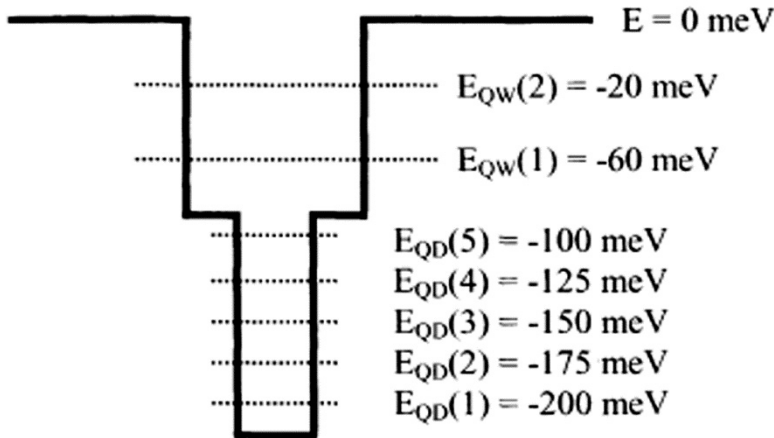 E = 0 meV
E_QW(2) = -20 meV
E_QW(1) = -60 meV
E_QD(5) = -100 meV
E_QD(4) = -125 meV
E_QD(3) = -150 meV
E_QD(2) = -175 meV
E_QD(1) = -200 meV